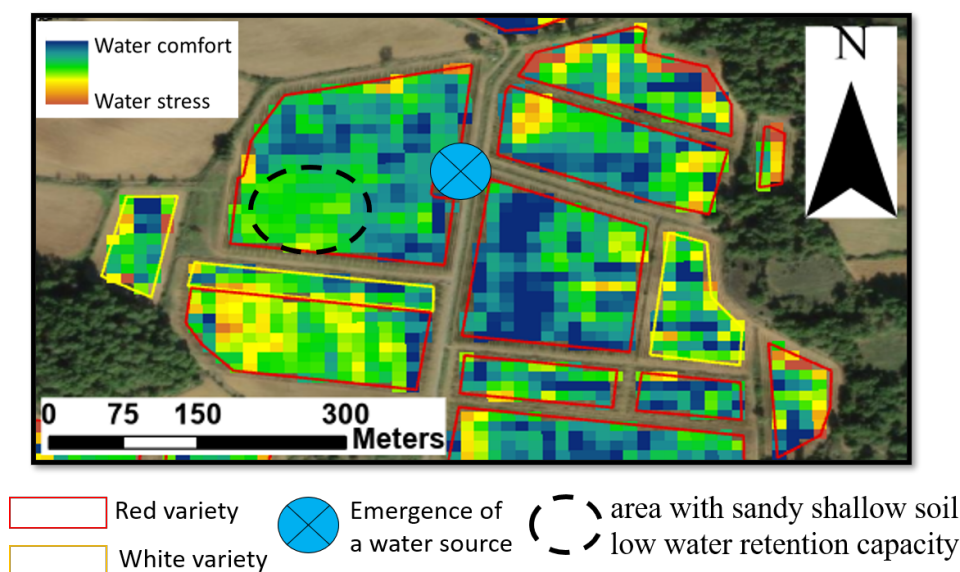 Water comfort
Water stress
N
0 75 150 300
Meters
Red variety
White variety
Emergence of
a water source
area with sandy shallow soil
low water retention capacity